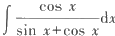 ∫ cos x / (sin x+cos x) dx